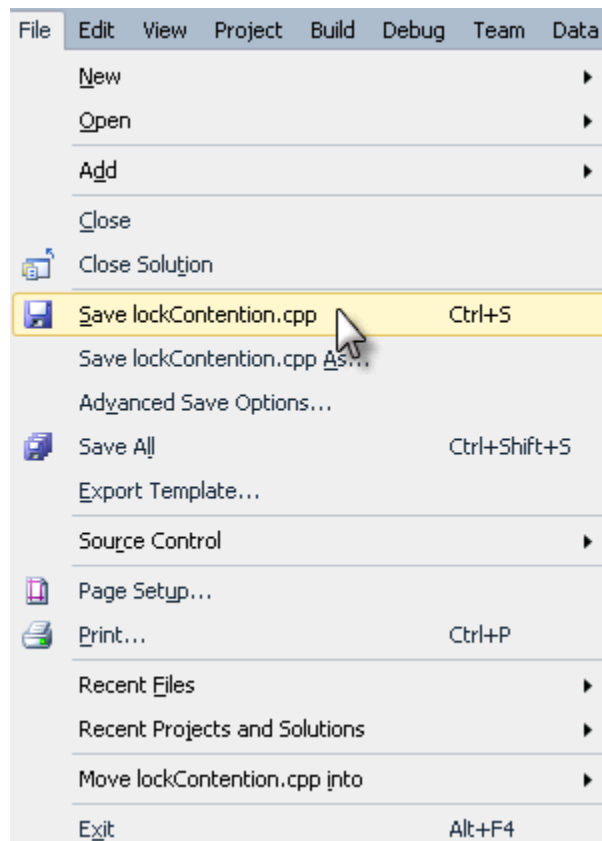 File Edit View Project Build Debug Team Data
New
Open
Add
Close
Close Solution
Save lockContention.cpp Ctrl+S
Save lockContention.cpp As...
Advanced Save Options...
Save All Ctrl+Shift+S
Export Template...
Source Control
Page Setup...
Print... Ctrl+P
Recent Files
Recent Projects and Solutions
Move lockContention.cpp into
Exit Alt+F4